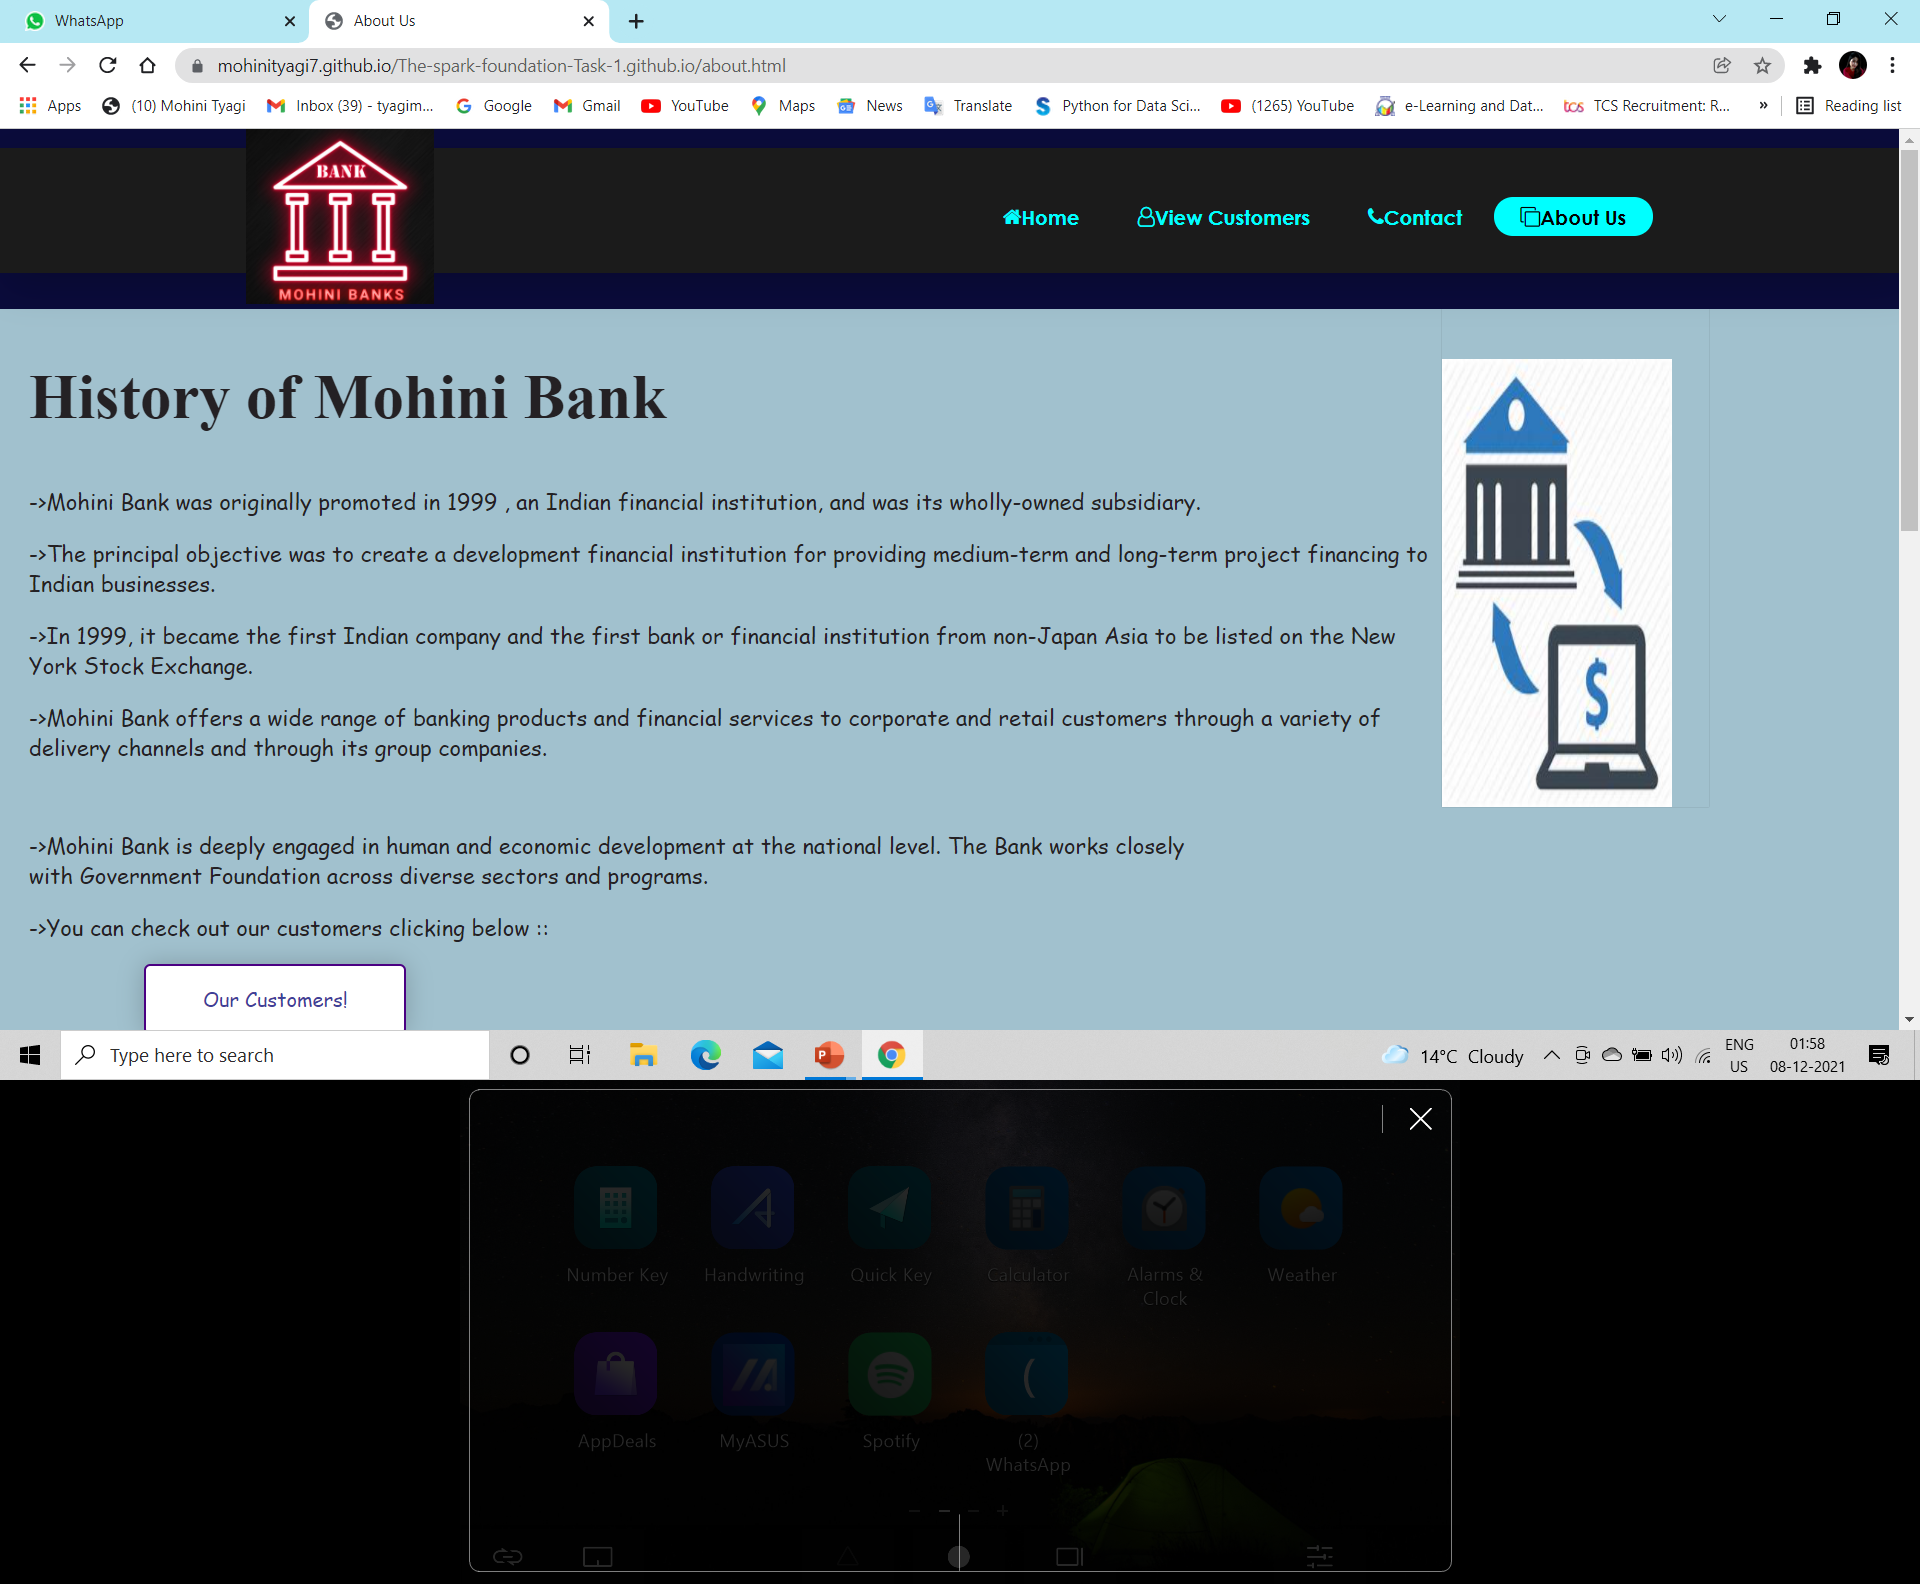 WhatsApp
About Us
mohinityagi7.github.io/The-spark-foundation-Task-1.github.io/about.html
Apps
(10) Mohini Tyagi
Inbox (39) - tyagim...
Google
Gmail
YouTube
Maps
News
Translate
Python for Data Sci...
(1265) YouTube
e-Learning and Dat...
tcs
TCS Recruitment: R...
»
Reading list
BANK
MOHINI BANKS
Home
View Customers
Contact
About Us
History of Mohini Bank
->Mohini Bank was originally promoted in 1999 , an Indian financial institution, and was its wholly-owned subsidiary.
->The principal objective was to create a development financial institution for providing medium-term and long-term project financing to
Indian businesses.
->In 1999, it became the first Indian company and the first bank or financial institution from non-Japan Asia to be listed on the New
York Stock Exchange.
->Mohini Bank offers a wide range of banking products and financial services to corporate and retail customers through a variety of
delivery channels and through its group companies.
$
->Mohini Bank is deeply engaged in human and economic development at the national level. The Bank works closely
with Government Foundation across diverse sectors and programs.
->You can check out our customers clicking below ::
Our Customers!
Type here to search
14°C Cloudy
ENG
US
01:58
08-12-2021
Number Key
Handwriting
Quick Key
Calculator
Alarms &
Clock
Weather
AppDeals
MyASUS
Spotify
(
(2)
WhatsApp